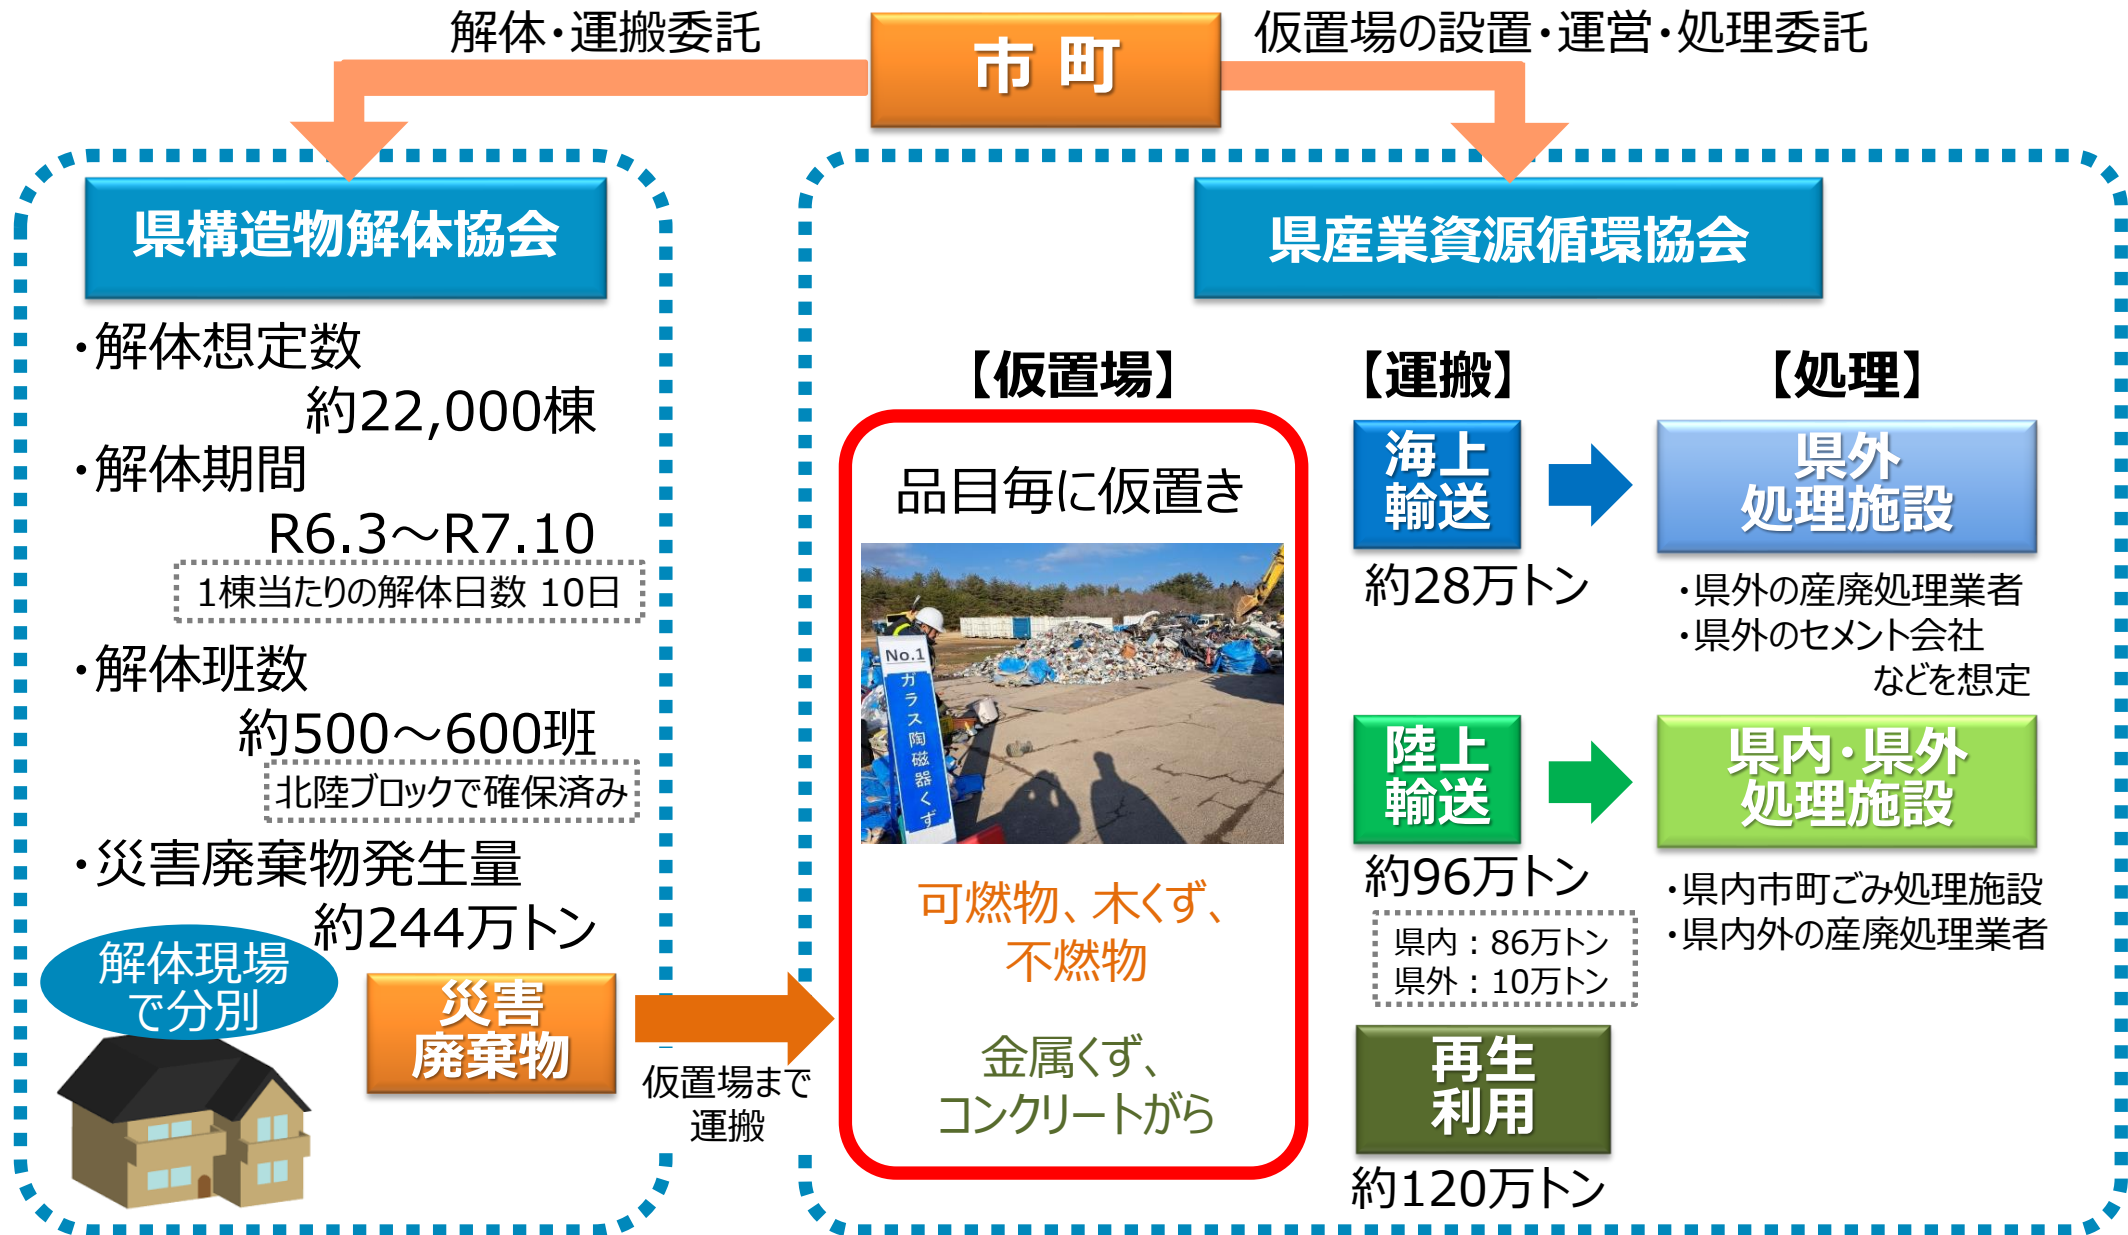 解体・運搬委託
市 町
仮置場の設置・運営・処理委託
県構造物解体協会
・解体想定数
約22,000棟
・解体期間
R6.3～R7.10
1棟当たりの解体日数 10日
・解体班数
約500～600班
北陸ブロックで確保済み
・災害廃棄物発生量
約244万トン
解体現場
で分別
災害
廃棄物
仮置場まで
運搬
県産業資源循環協会
【仮置場】
品目毎に仮置き
No.1
ガラス陶磁器くず
可燃物、木くず、
不燃物
金属くず、
コンクリートがら
【運搬】
海上
輸送
約28万トン
陸上
輸送
約96万トン
県内：86万トン
県外：10万トン
再生
利用
約120万トン
【処理】
県外
処理施設
・県外の産廃処理業者
・県外のセメント会社
などを想定
県内・県外
処理施設
・県内市町ごみ処理施設
・県内外の産廃処理業者